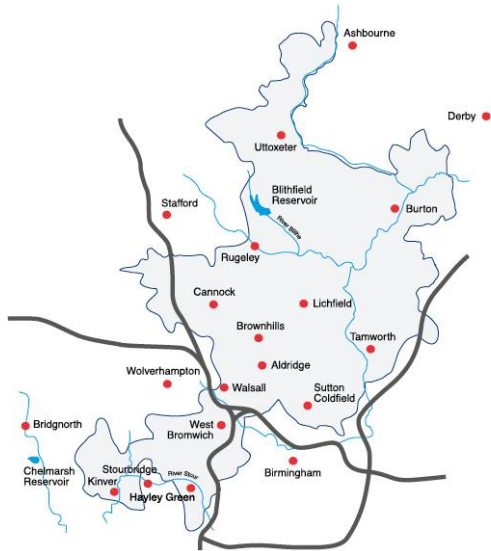 Ashbourne
Derby
Uttoxeter
Blithfield
Reservoir
Stafford
Burton
River Blithe
Rugeley
Cannock
Lichfield
Brownhills
Tamworth
Aldridge
Wolverhampton
Walsall
Sutton
Coldfield
Bridgnorth
West
Bromwich
Chelmarsh
Reservoir
Stourbridge
River Stour
Birmingham
Kinver
Hayley Green